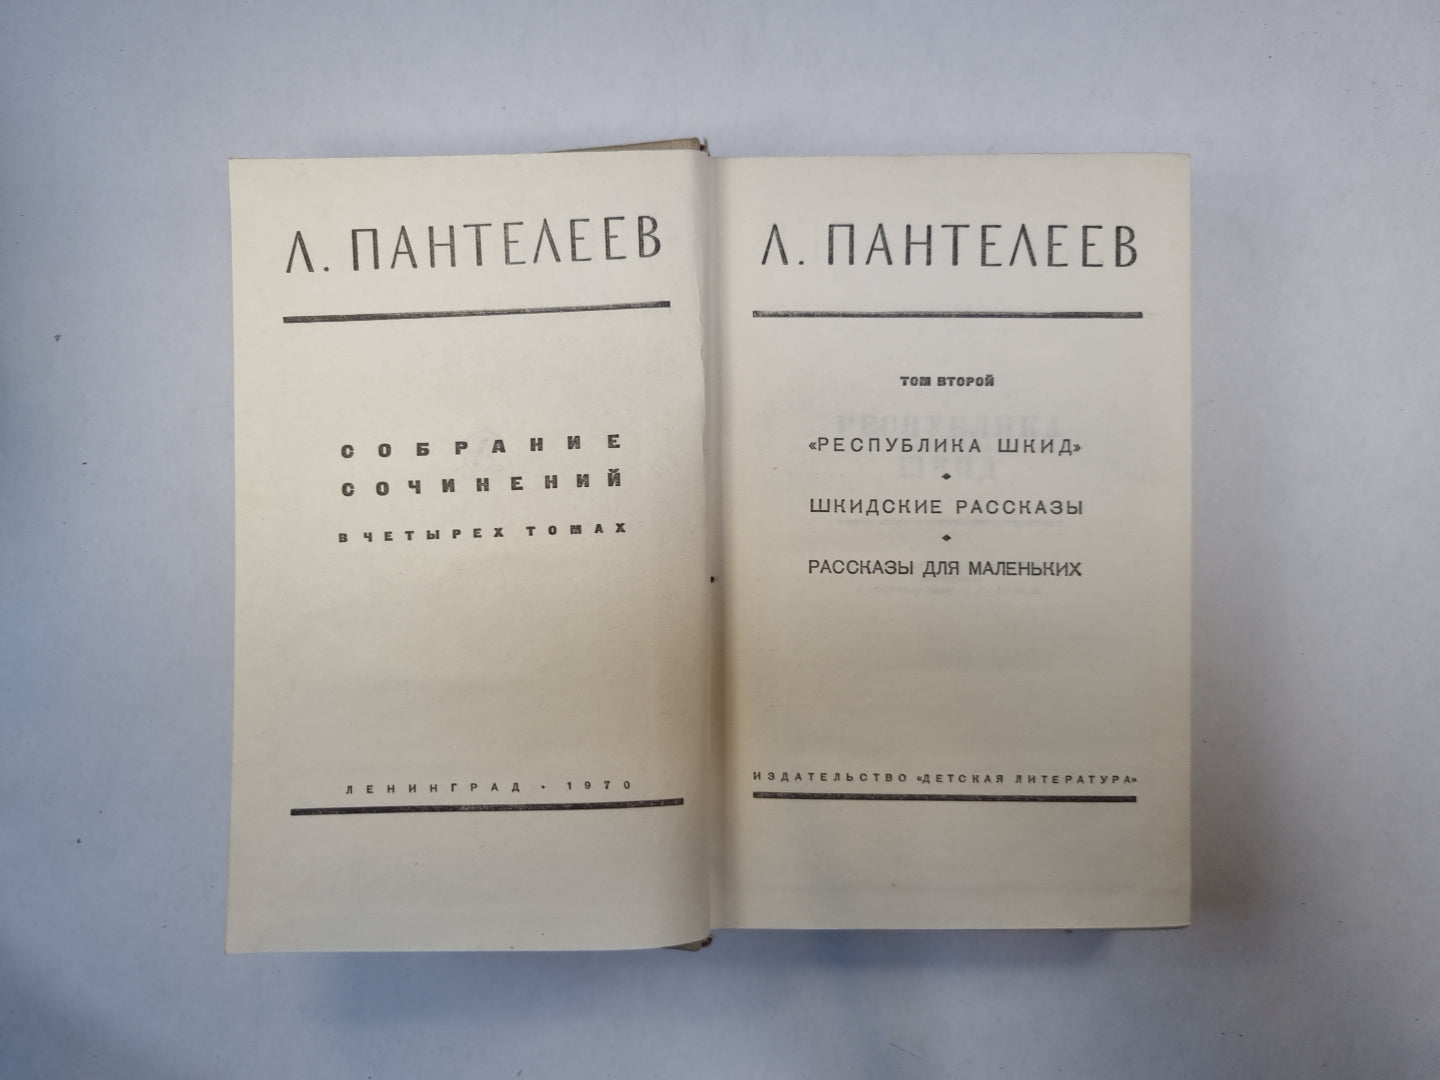 Л. ПАНТЕЛЕЕВ
СОБРАНИЕ
СОЧИНЕНИЙ
В ЧЕТЫРЕХ ТОМАХ
ЛЕНИНГРАД · 1970
Л. ПАНТЕЛЕЕВ
ТОМ ВТОРОЙ
«РЕСПУБЛИКА ШКИД»
ШКИДСКИЕ РАССКАЗЫ
РАССКАЗЫ ДЛЯ МАЛЕНЬКИХ
ИЗДАТЕЛЬСТВО «ДЕТСКАЯ ЛИТЕРАТУРА»